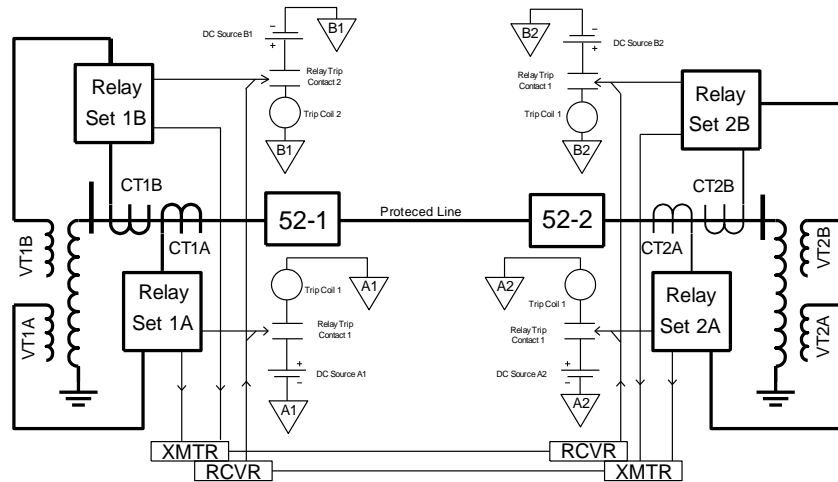 DC Source B1
−
+
B1
Relay Trip
Contact 2
Trip Coil 2
B1
Relay
Set 1B
B2
−
+
DC Source B2
Relay Trip
Contact 1
Trip Coil 1
B2
Relay
Set 2B
CT1B
CT1A
52-1
Proteced Line
52-2
CT2A
CT2B
VT1B
VT1A
Relay
Set 1A
Trip Coil 1
A1
Relay Trip
Contact 1
+
−
DC Source A1
A1
A2
Trip Coil 1
Relay Trip
Contact 1
+
−
DC Source A2
A2
Relay
Set 2A
VT2B
VT2A
XMTR
RCVR
RCVR
XMTR